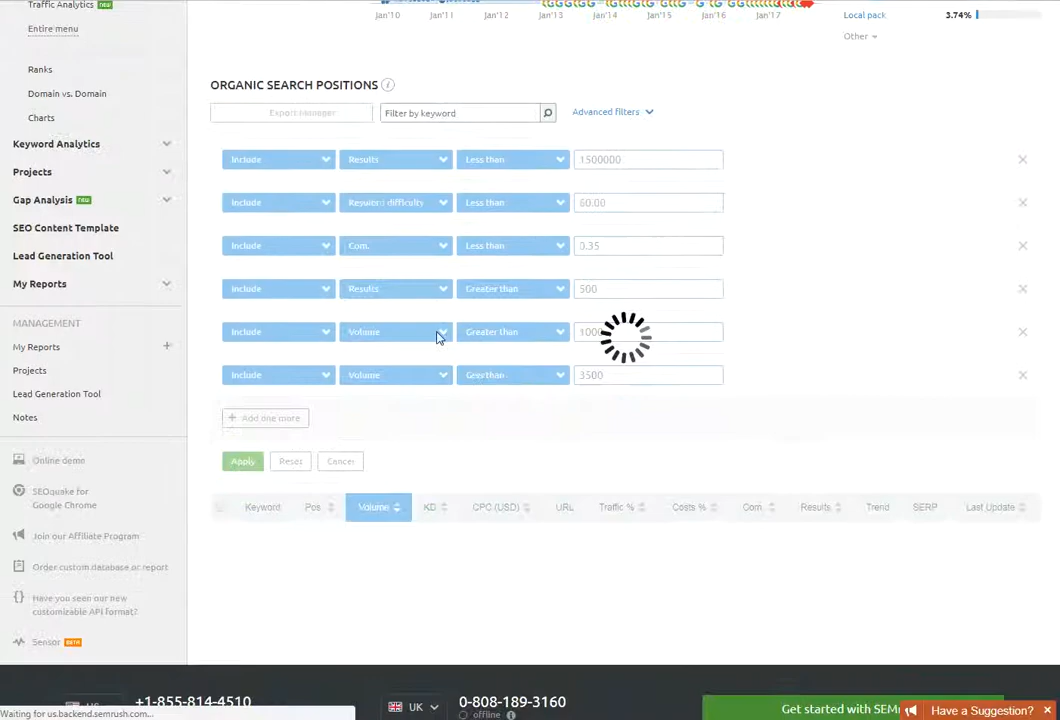 Traffic Analytics new
Jan'10 Jan'11 Jan'12 Jan'13 Jan'14 Jan'15 Jan'16 Jan'17
Local pack 3.74%
Entire menu
Other
Ranks
ORGANIC SEARCH POSITIONS i
Domain vs. Domain
Export Manager Filter by keyword Advanced filters
Charts
Keyword Analytics
Include Results Less than 1500000
Projects
Gap Analysis new
Include difficulty Less than 60.00
SEO Content Template
Include Com. Less than 0.35
Lead Generation Tool
My Reports
Include Results Greater than 500
MANAGEMENT
Include Volume Greater than
My Reports +
Projects
Include Volume 3500
Lead Generation Tool
Notes
+ Add one more
Online demo
Apply Reset Cancel
SEOquake for
Google Chrome
Keyword Pos Volume KD CPC (USD) URL Traffic % Costs % Com. Results Trend SERP Last Update
Join our Affiliate Program
Order custom database or report
Have you seen our new
customizable API format?
Sensor BETA
US +1-855-814-4510 UK 0-808-189-3160
offline i
Get started with SEM
Have a Suggestion? ×
Waiting for us.backend.semrush.com...